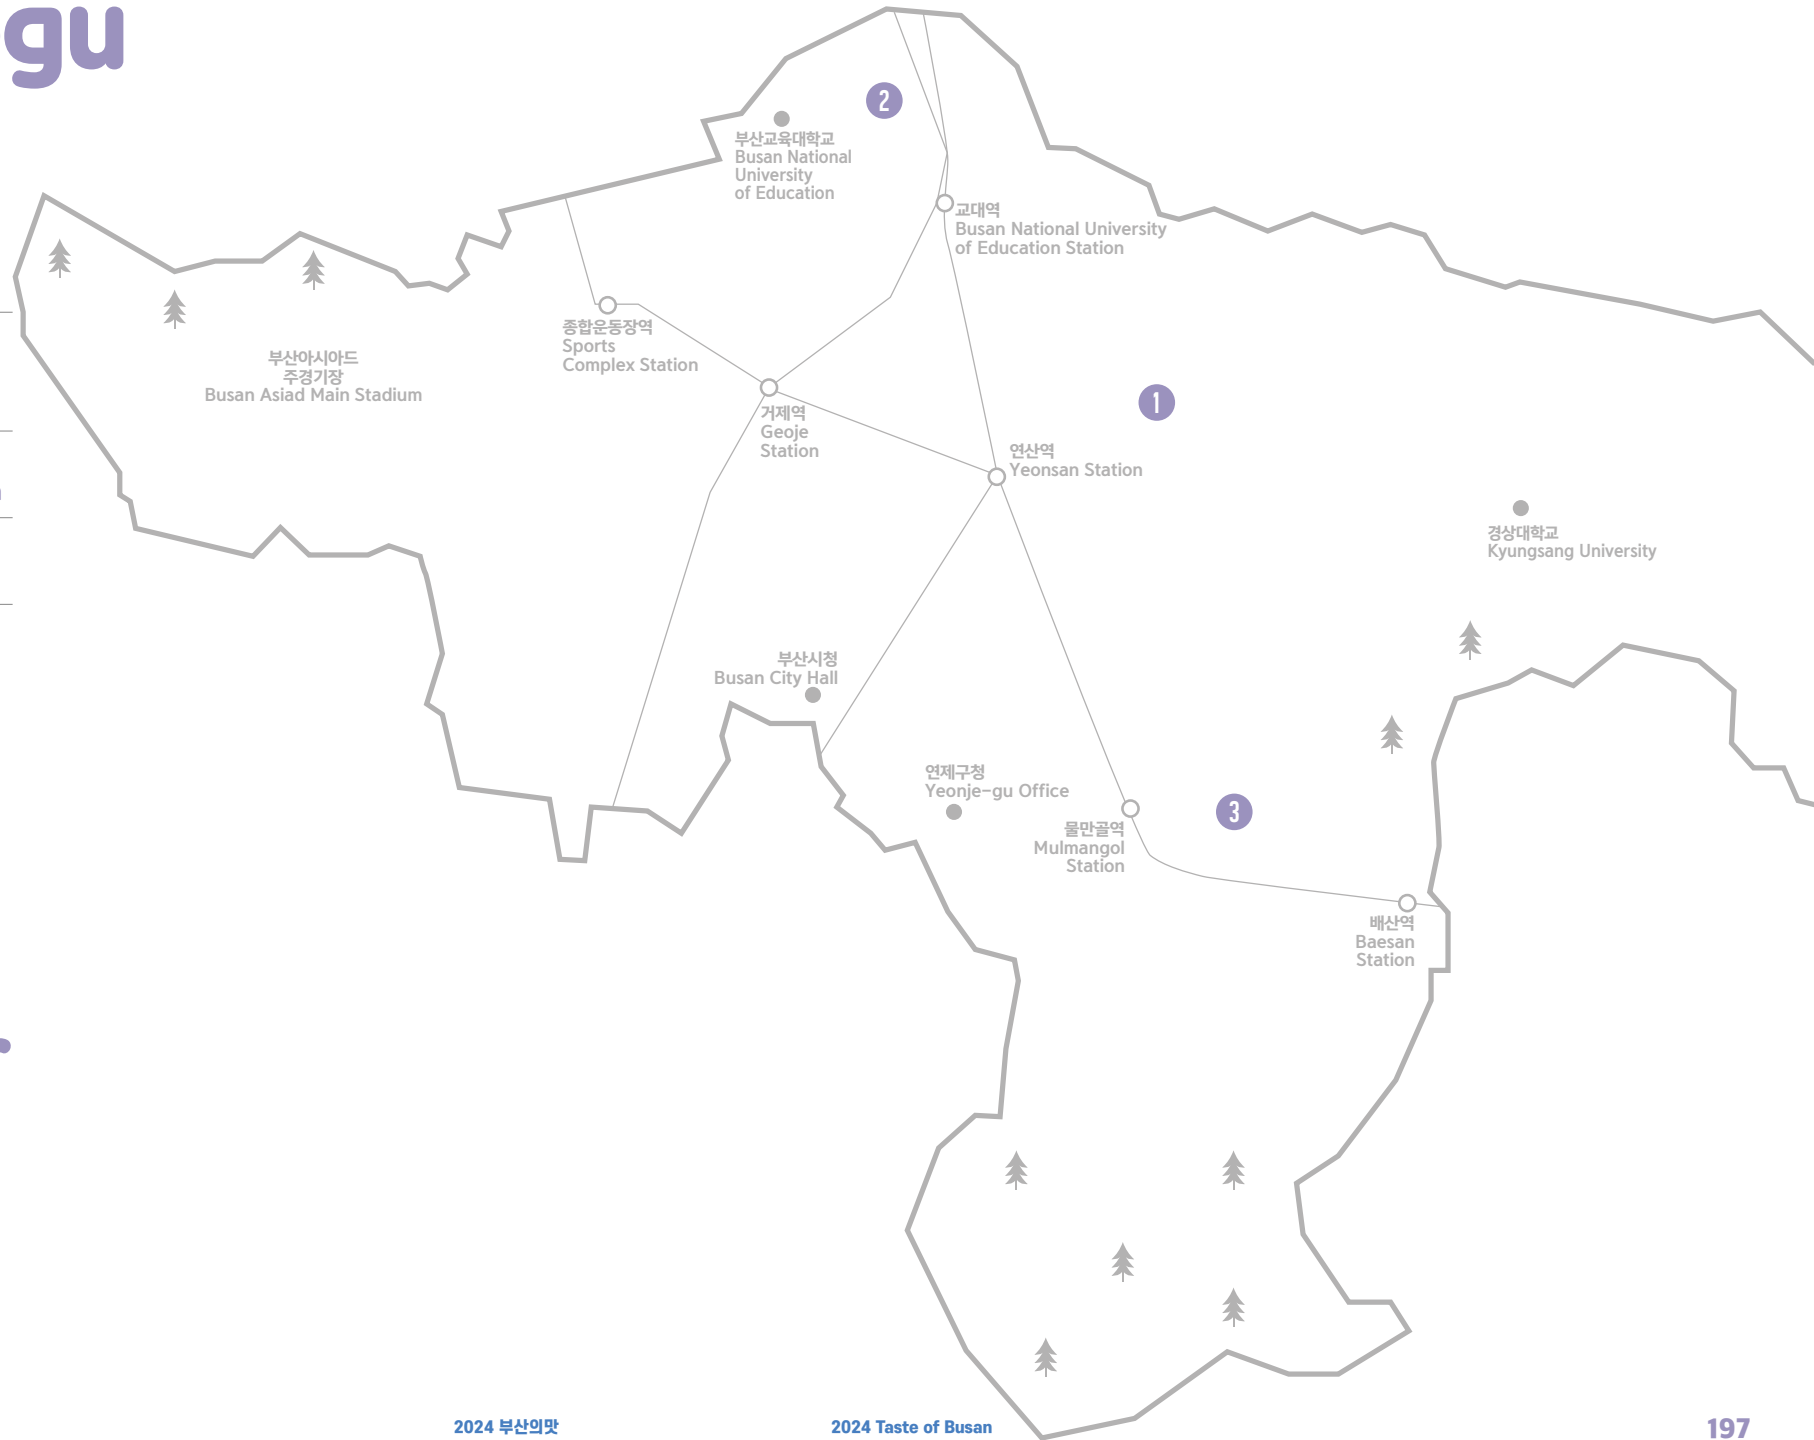 gu
2
부산교육대학교
Busan National
University
of Education
교대역
Busan National University
of Education Station
종합운동장역
Sports
Complex Station
부산아시아드
주경기장
Busan Asiad Main Stadium
거제역
Geoje
Station
1
연산역
Yeonsan Station
경상대학교
Kyungsang University
부산시청
Busan City Hall
연제구청
Yeonje-gu Office
물만골역
Mulmangol
Station
3
배산역
Baesan
Station
2024 부산의맛
2024 Taste of Busan
197